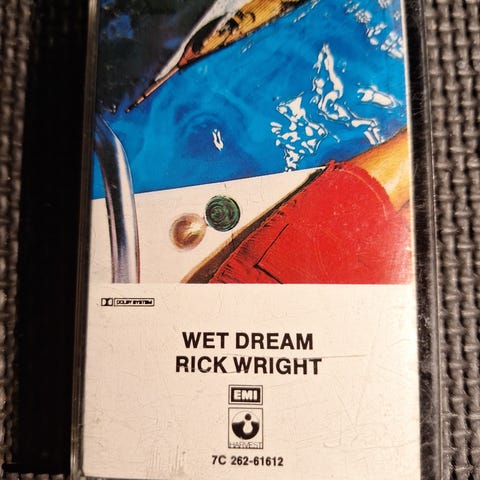 DOLBY SYSTEM
WET DREAM
RICK WRIGHT
EMI
HARVEST
7C 262-61612